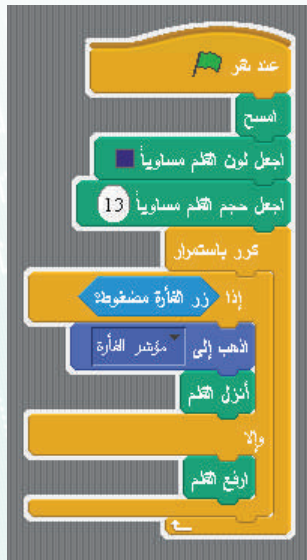 عند نقر
امسح
اجعل لون القلم مساوياً
اجعل حجم القلم مساوياً 13
كرر باستمرار
إذا زر الفأرة مضغوط؟
اذهب إلى مؤشر الفأرة
أنزل القلم
وإلا
ارفع القلم